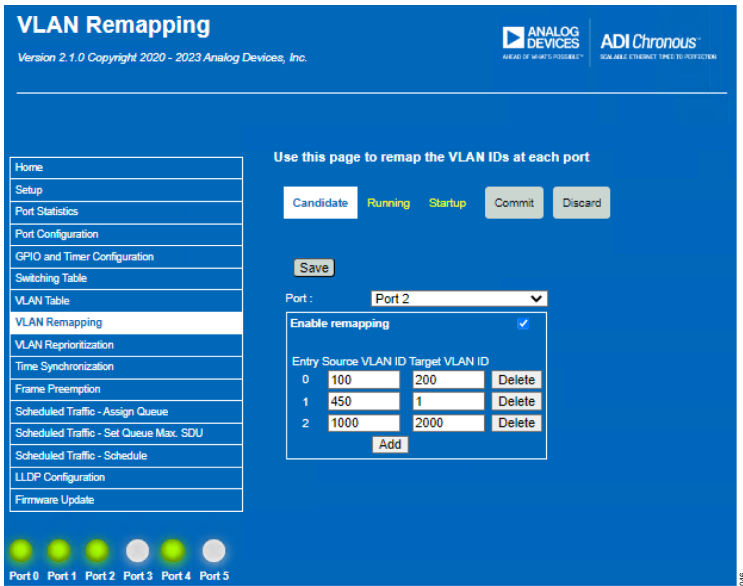 VLAN Remapping
Version 2.1.0 Copyright 2020 - 2023 Analog Devices, Inc.
ANALOG
DEVICES
AHEAD OF WHAT'S POSSIBLE™
ADI Chronous™
SCALABLE ETHERNET TIMED TO PERFECTION
Use this page to remap the VLAN IDs at each port
Home
Setup
Port Statistics
Port Configuration
GPIO and Timer Configuration
Switching Table
VLAN Table
VLAN Remapping
VLAN Reprioritization
Time Synchronization
Frame Preemption
Scheduled Traffic - Assign Queue
Scheduled Traffic - Set Queue Max. SDU
Scheduled Traffic - Schedule
LLDP Configuration
Firmware Update
Candidate Running Startup Commit Discard
Save
Port : Port 2
Enable remapping
Entry Source VLAN ID Target VLAN ID
0 100 200 Delete
1 450 1 Delete
2 1000 2000 Delete
Add
Port 0 Port 1 Port 2 Port 3 Port 4 Port 5